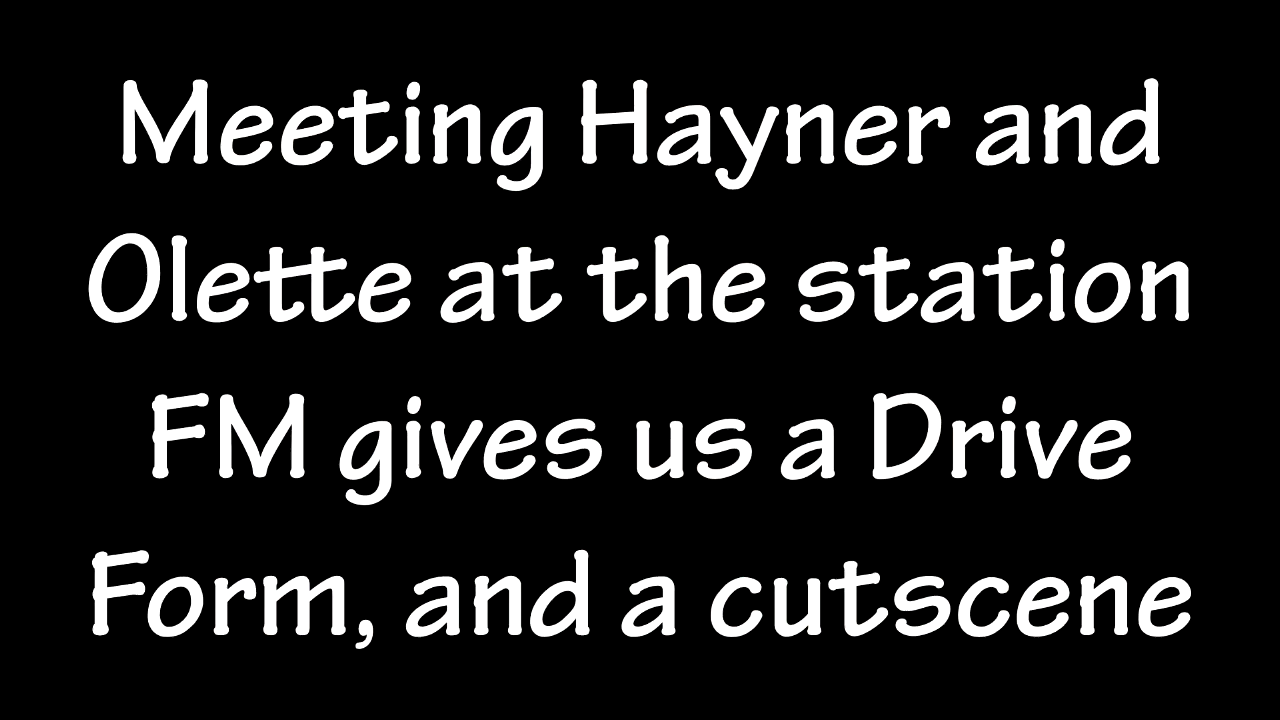 Meeting Hayner and
Olette at the station
FM gives us a Drive
Form, and a cutscene